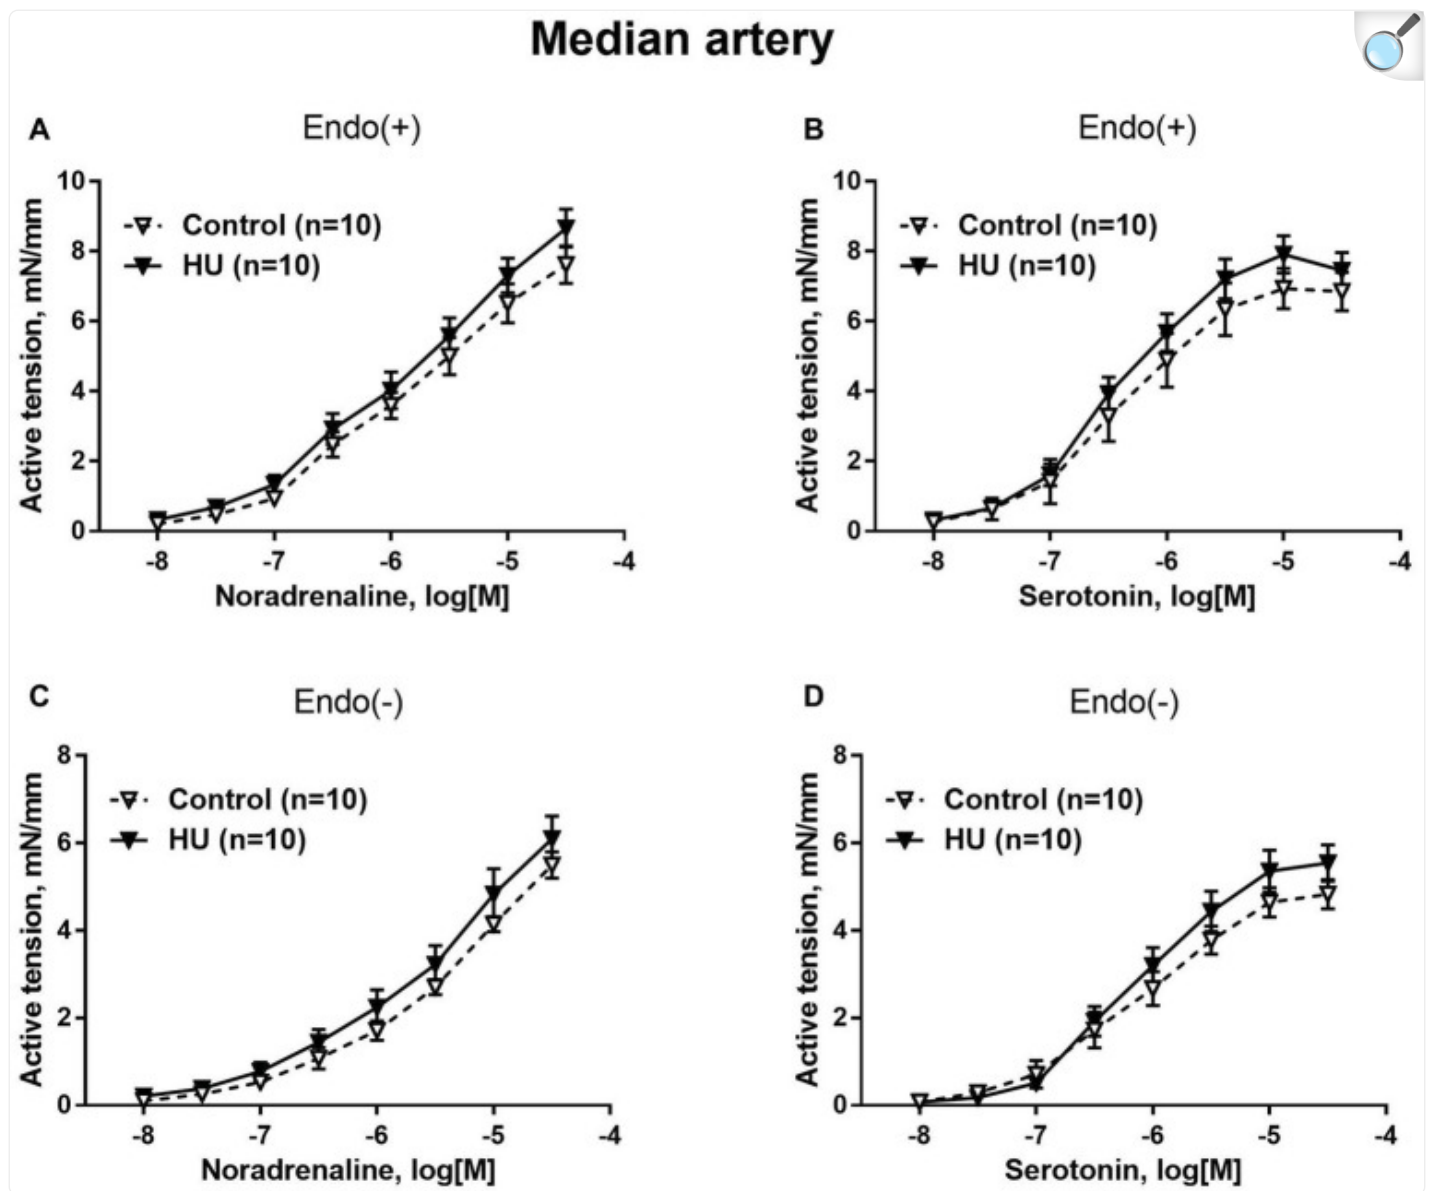 Median artery
A
Endo(+)
10
8
6
4
2
0
Active tension, mN/mm
Control (n=10)
HU (n=10)
-8 -7 -6 -5 -4
Noradrenaline, log[M]
B
Endo(+)
10
8
6
4
2
0
Active tension, mN/mm
Control (n=10)
HU (n=10)
-8 -7 -6 -5 -4
Serotonin, log[M]
C
Endo(-)
8
6
4
2
0
Active tension, mN/mm
Control (n=10)
HU (n=10)
-8 -7 -6 -5 -4
Noradrenaline, log[M]
D
Endo(-)
8
6
4
2
0
Active tension, mN/mm
Control (n=10)
HU (n=10)
-8 -7 -6 -5 -4
Serotonin, log[M]